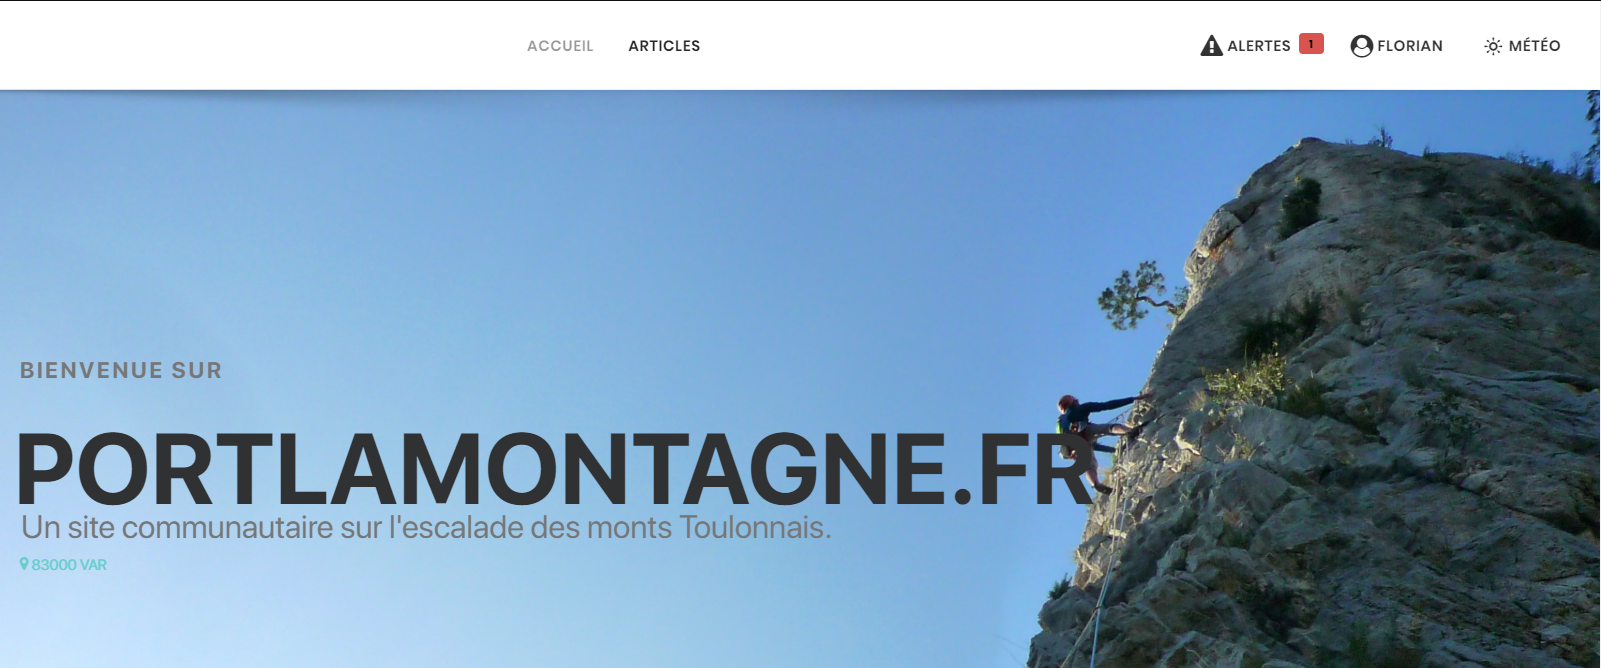 ACCUEIL ARTICLES ALERTES 1 FLORIAN MÉTÉO
BIENVENUE SUR
PORTLAMONTAGNE.FR
Un site communautaire sur l'escalade des monts Toulonnais.
83000 VAR